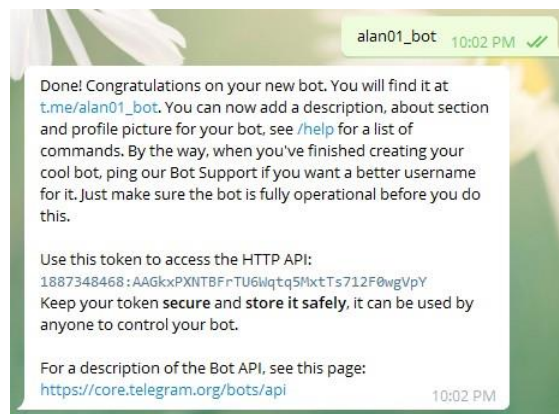 alan01_bot 10:02 PM
Done! Congratulations on your new bot. You will find it at
t.me/alan01_bot. You can now add a description, about section
and profile picture for your bot, see /help for a list of
commands. By the way, when you've finished creating your
cool bot, ping our Bot Support if you want a better username
for it. Just make sure the bot is fully operational before you do
this.
Use this token to access the HTTP API:
1887348468:AAGkxPXNTBFrTU6Wqtq5MxtTs712F0wgVpY
Keep your token secure and store it safely, it can be used by
anyone to control your bot.
For a description of the Bot API, see this page:
https://core.telegram.org/bots/api
10:02 PM